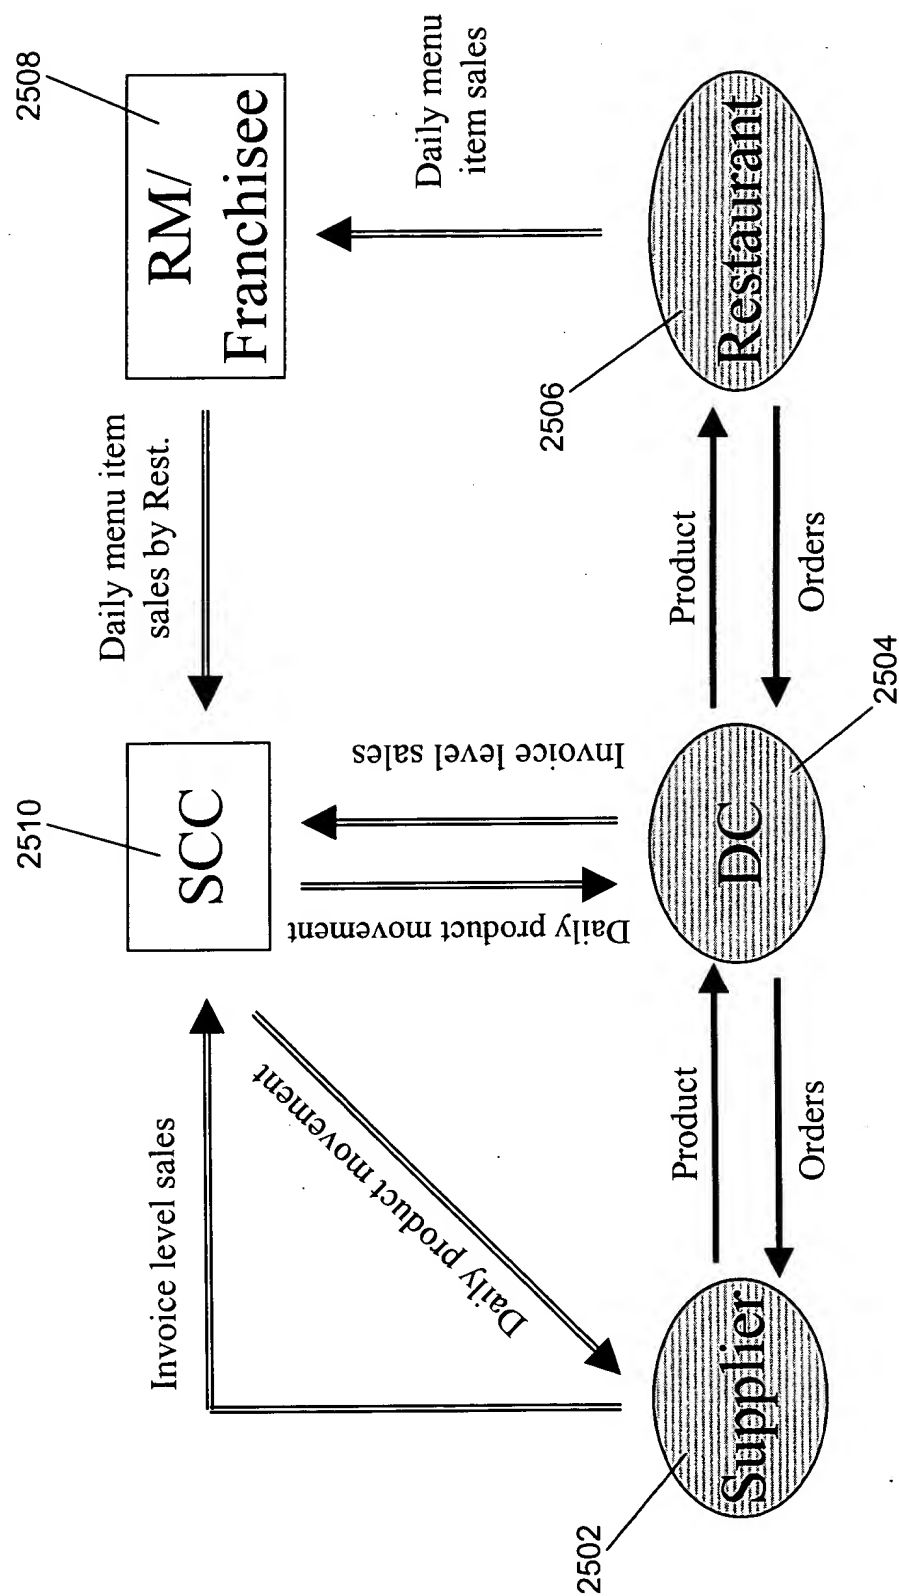 2510
2508
SCC
RM/
Franchisee
Daily menu item
sales by Rest.
Invoice level sales
Daily product movement
Daily product movement
Invoice level sales
Daily menu
item sales
2502
2506
2504
Supplier
DC
Restaurant
Product
Orders
Product
Orders